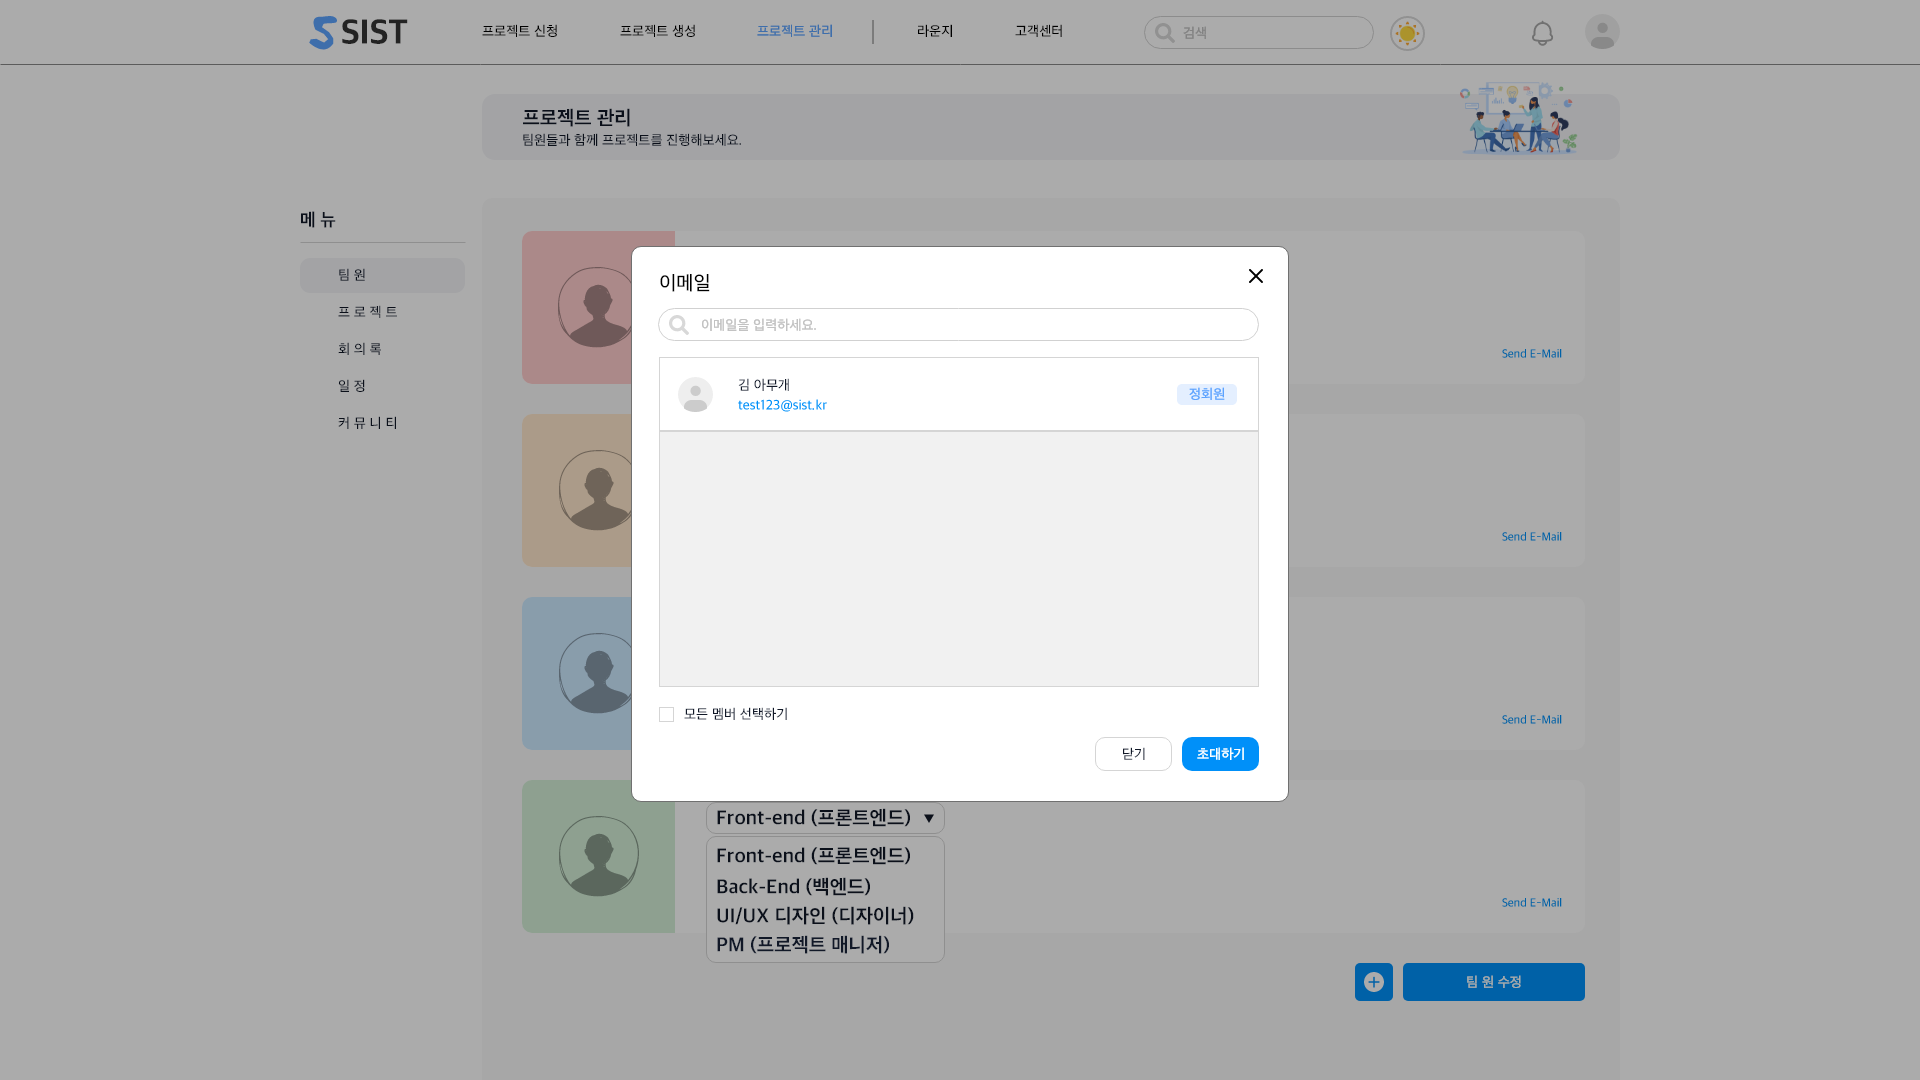 SIST
프로젝트 신청
프로젝트 생성
프로젝트 관리
라운지
고객센터
검색
프로젝트 관리
팀원들과 함께 프로젝트를 진행해보세요.
메 뉴
팀 원
프 로 젝 트
회 의 록
일 정
커 뮤 니 티
이메일
이메일을 입력하세요.
김 아무개
test123@sist.kr
정회원
모든 멤버 선택하기
닫기
초대하기
Send E-Mail
Send E-Mail
Send E-Mail
Front-end (프론트엔드) ▼
Front-end (프론트엔드)
Back-End (백엔드)
UI/UX 디자인 (디자이너)
PM (프로젝트 매니저)
Send E-Mail
팀 원 수정